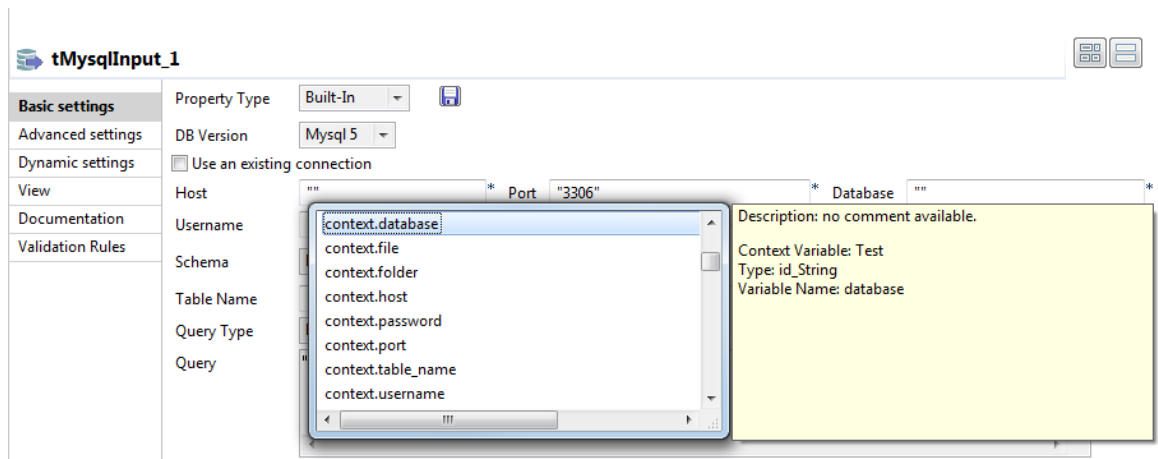 tMysqlInput_1
Basic settings
Advanced settings
Dynamic settings
View
Documentation
Validation Rules
Property Type Built-In
DB Version Mysql 5
Use an existing connection
Host "" * Port "3306" * Database "" *
Username
Schema
Table Name
Query Type
Query "
context.database
context.file
context.folder
context.host
context.password
context.port
context.table_name
context.username
Description: no comment available.
Context Variable: Test
Type: id_String
Variable Name: database